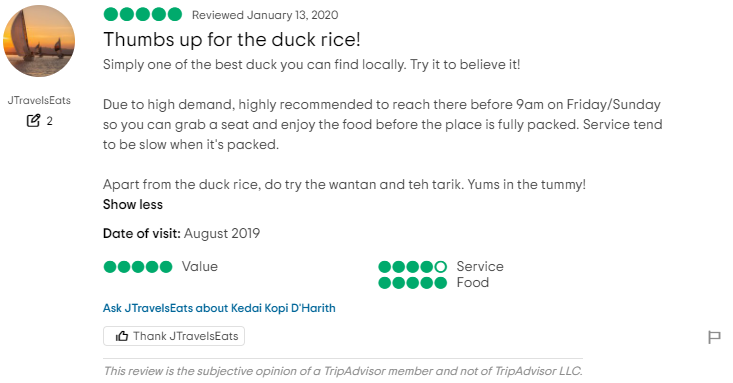 Reviewed January 13, 2020
Thumbs up for the duck rice!
Simply one of the best duck you can find locally. Try it to believe it!
JTravelsEats
2
Due to high demand, highly recommended to reach there before 9am on Friday/Sunday
so you can grab a seat and enjoy the food before the place is fully packed. Service tend
to be slow when it's packed.
Apart from the duck rice, do try the wantan and teh tarik. Yums in the tummy!
Show less
Date of visit: August 2019
Value
Service
Food
Ask JTravelsEats about Kedai Kopi D'Harith
Thank JTravelsEats
This review is the subjective opinion of a TripAdvisor member and not of TripAdvisor LLC.